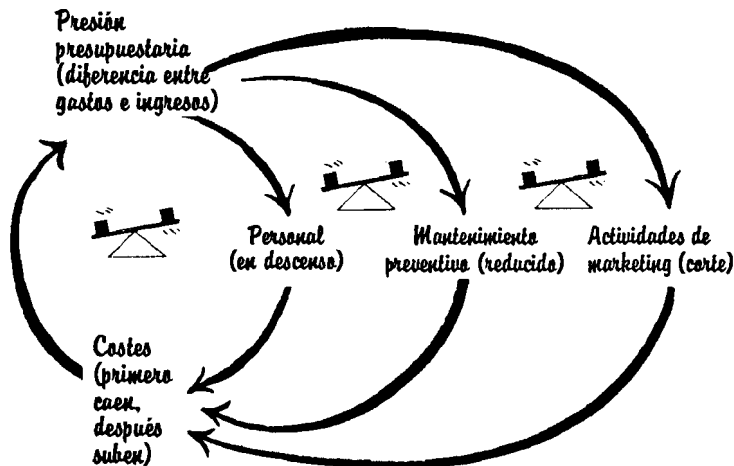 Presión
presupuestaria
(diferencia entre
gastos e ingresos)
Personal
(en descenso)
Mantenimiento
preventivo (reducido)
Actividades de
marketing (corte)
Costes
(primero
caen,
después
suben)